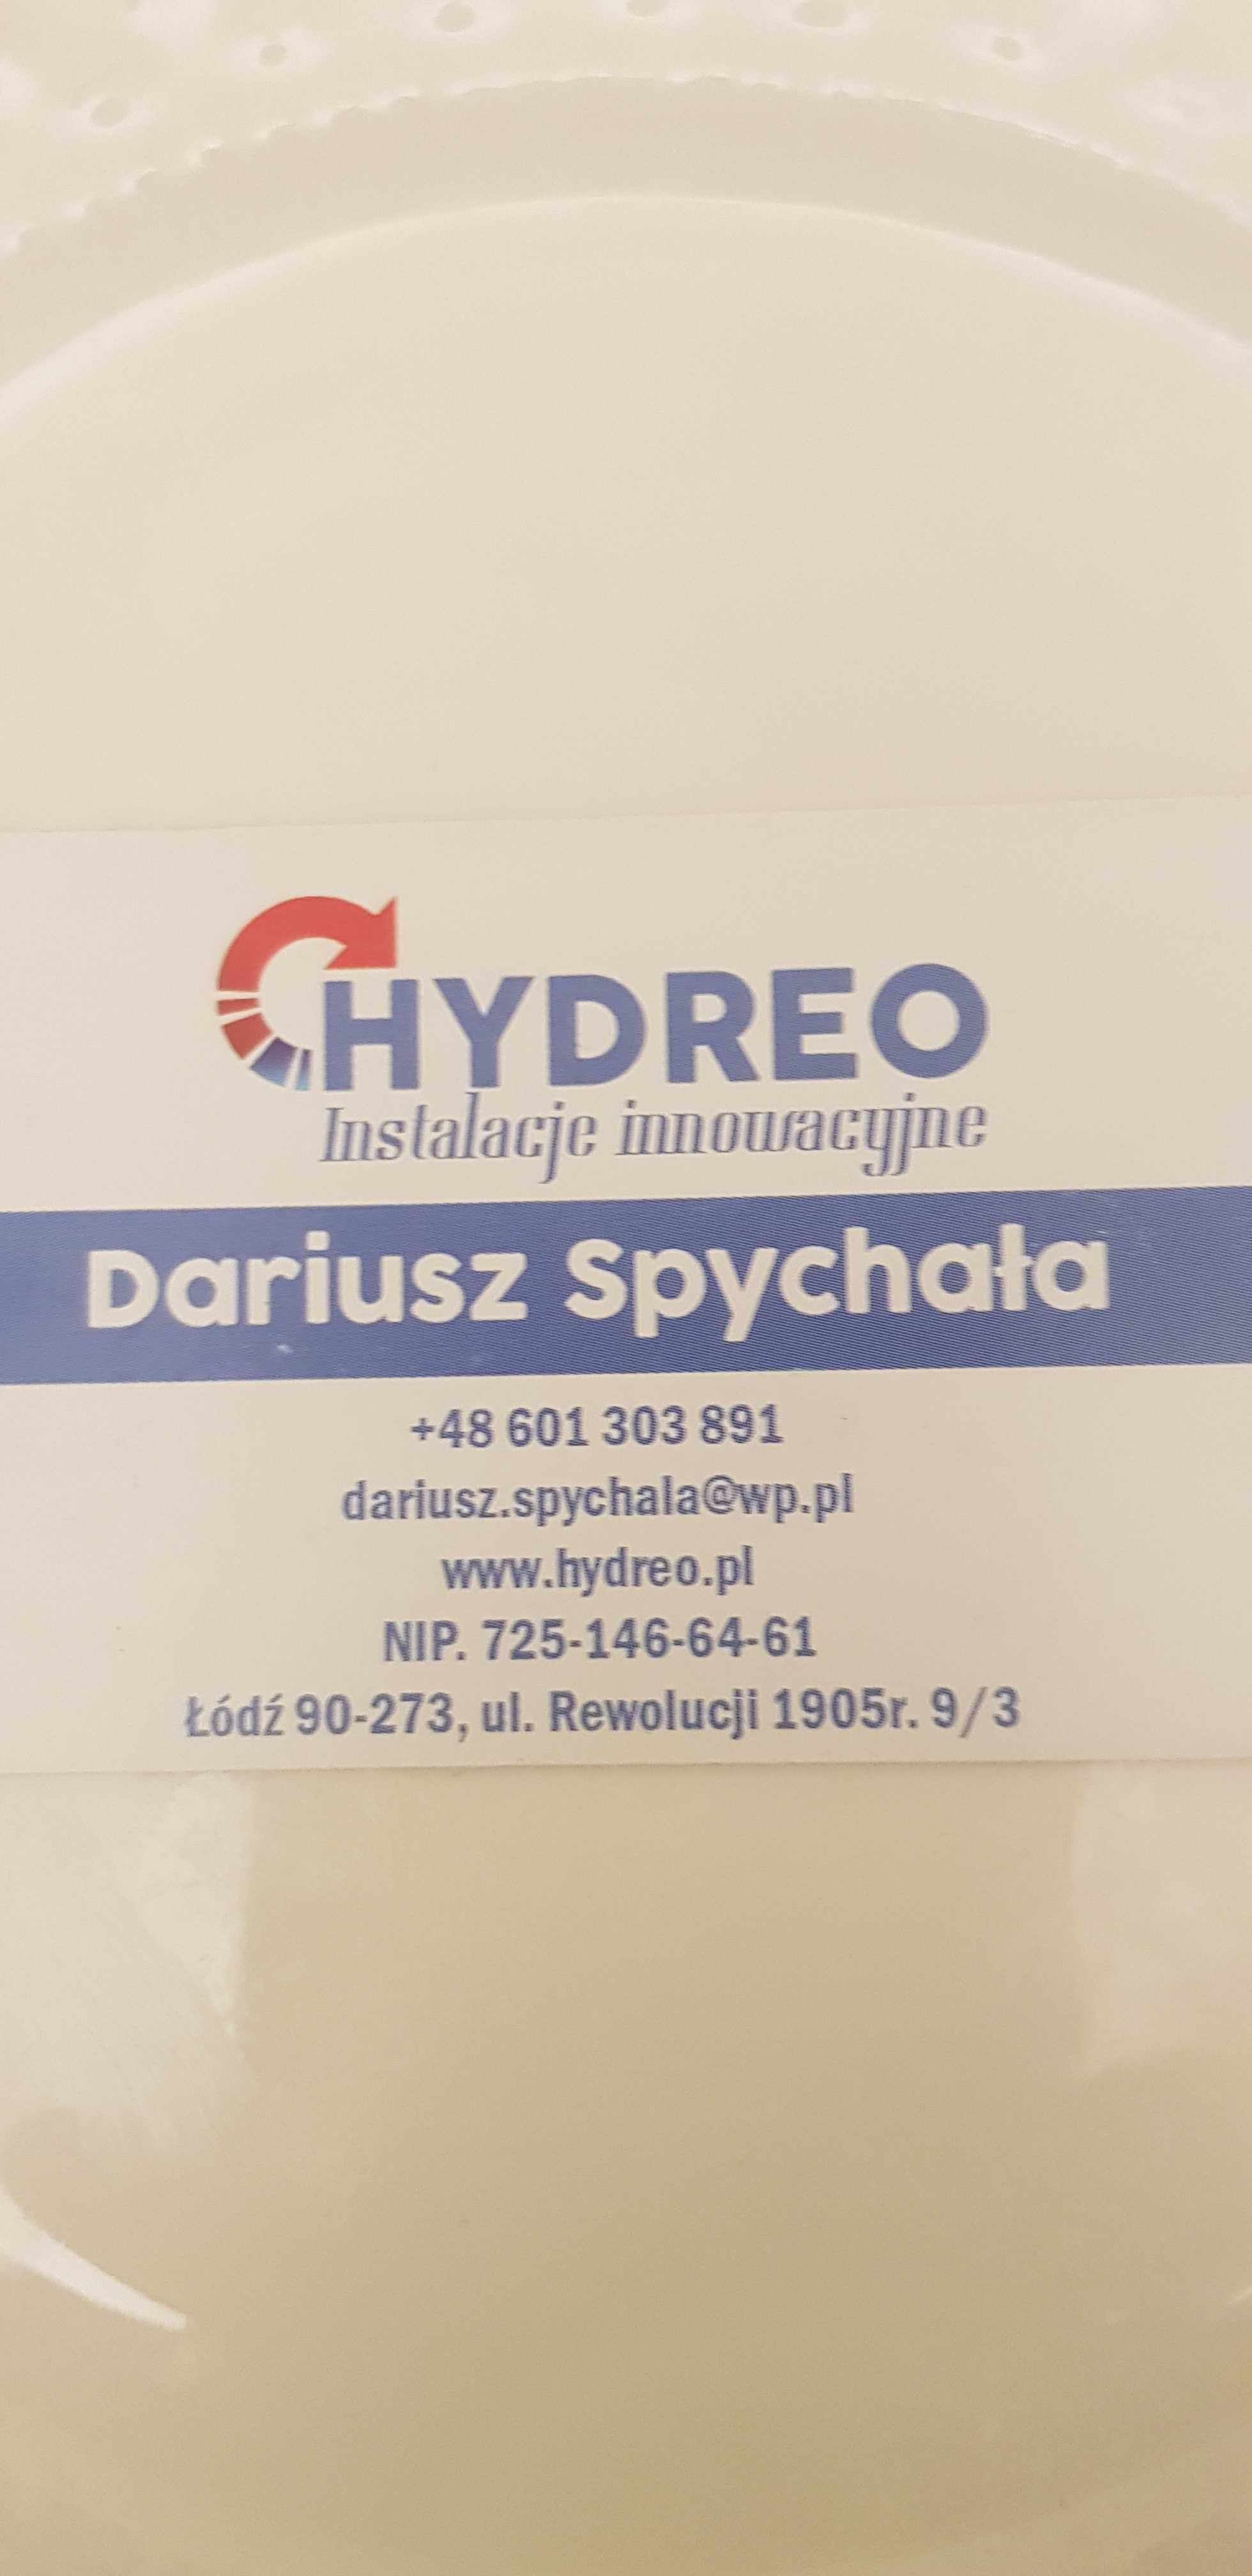 HYDREO
Instalacje innowacyjne
Dariusz Spychała
+48 601 303 891
dariusz.spychala@wp.pl
www.hydreo.pl
NIP. 725-146-64-61
Łódź 90-273, ul. Rewolucji 1905r. 9/3